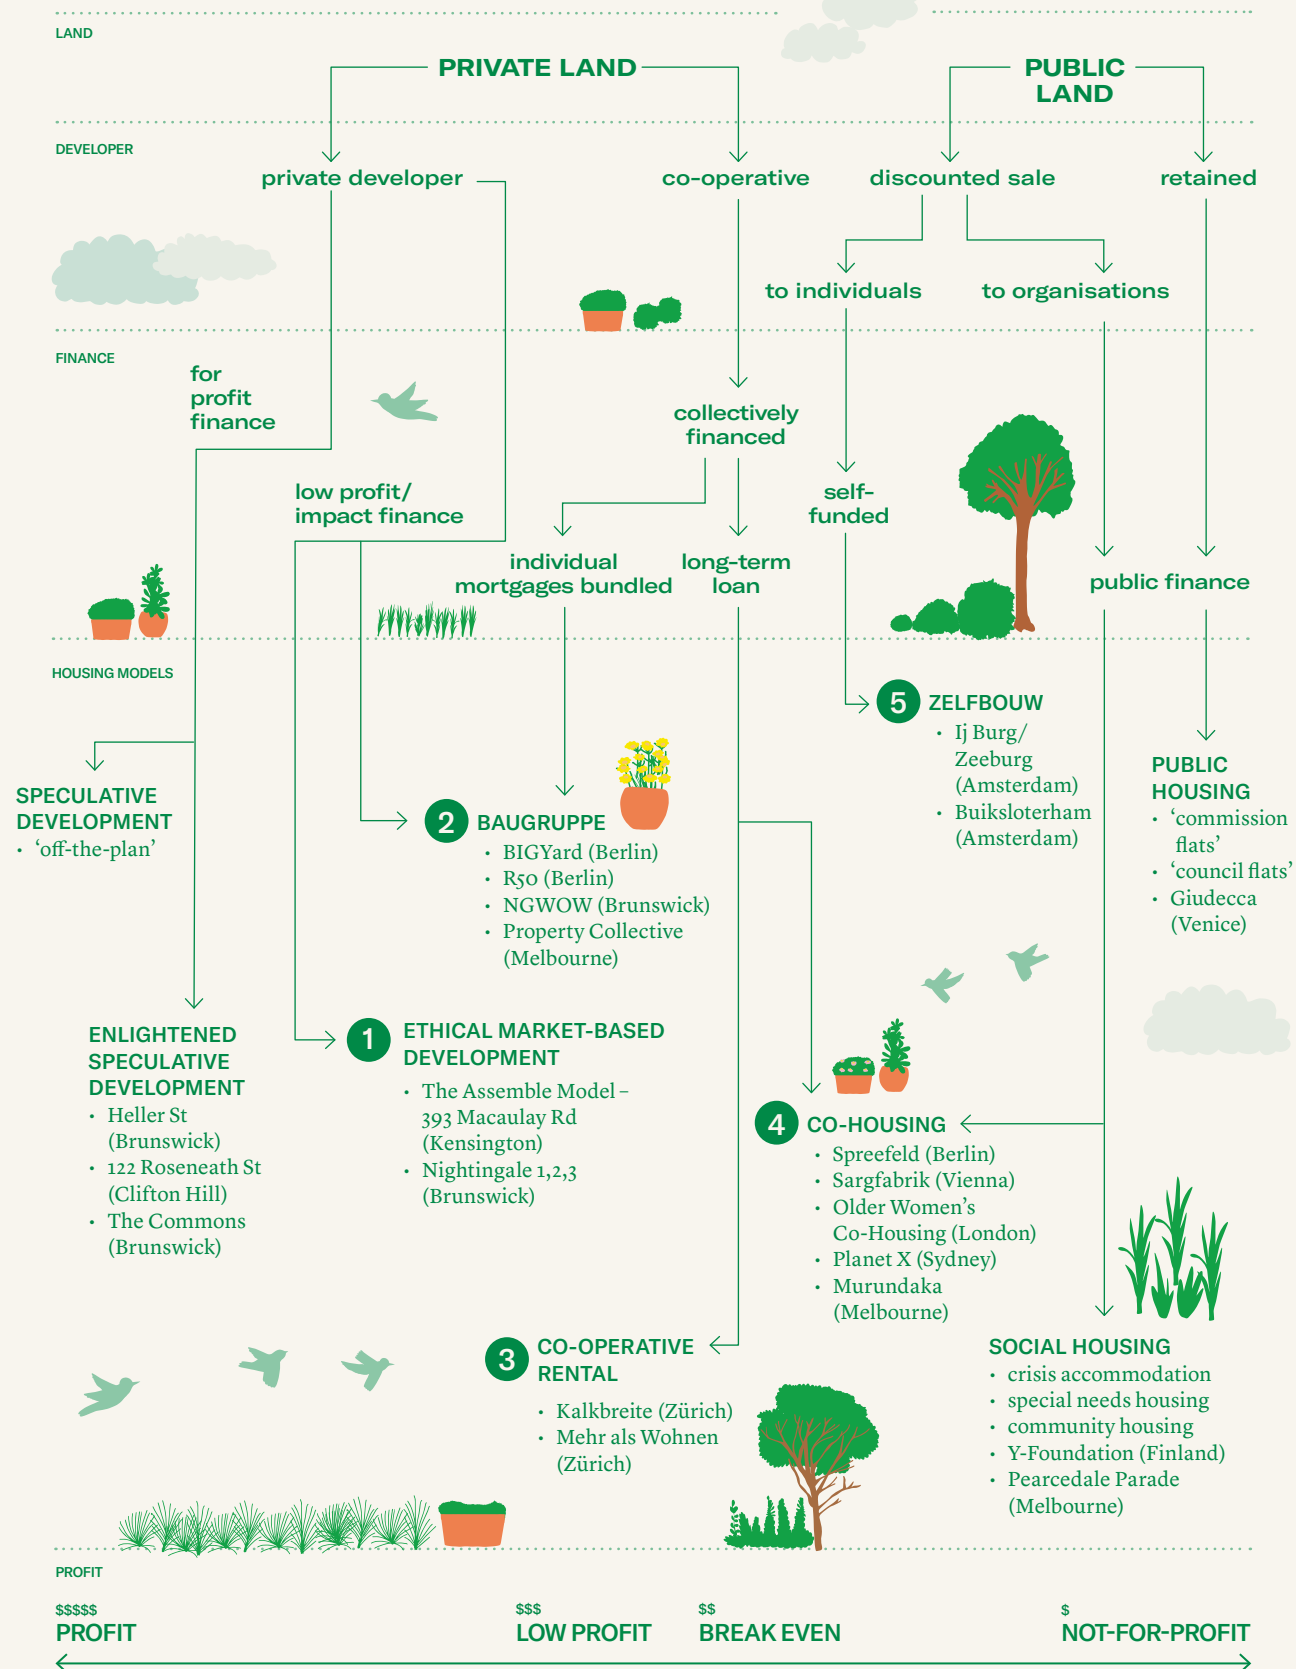 LAND
PRIVATE LAND
PUBLIC
LAND
DEVELOPER
private developer
co-operative
discounted sale
retained
to individuals
to organisations
FINANCE
for
profit
finance
collectively
financed
low profit/
impact finance
self-
funded
individual
mortgages bundled
long-term
loan
public finance
HOUSING MODELS
5 ZELFBOUW
• Ij Burg/
Zeeburg
(Amsterdam)
• Buiksloterham
(Amsterdam)
PUBLIC
HOUSING
• ‘commission
flats’
• ‘council flats’
• Giudecca
(Venice)
SPECULATIVE
DEVELOPMENT
• ‘off-the-plan’
2 BAUGRUPPE
• BIGYard (Berlin)
• R50 (Berlin)
• NGWOW (Brunswick)
• Property Collective
(Melbourne)
ENLIGHTENED
SPECULATIVE
DEVELOPMENT
• Heller St
(Brunswick)
• 122 Roseneath St
(Clifton Hill)
• The Commons
(Brunswick)
1 ETHICAL MARKET-BASED
DEVELOPMENT
• The Assemble Model –
393 Macaulay Rd
(Kensington)
• Nightingale 1,2,3
(Brunswick)
4 CO-HOUSING
• Spreefeld (Berlin)
• Sargfabrik (Vienna)
• Older Women’s
Co-Housing (London)
• Planet X (Sydney)
• Murundaka
(Melbourne)
3 CO-OPERATIVE
RENTAL
• Kalkbreite (Zürich)
• Mehr als Wohnen
(Zürich)
SOCIAL HOUSING
• crisis accommodation
• special needs housing
• community housing
• Y-Foundation (Finland)
• Pearcedale Parade
(Melbourne)
PROFIT
$$$$$
PROFIT
$$$
LOW PROFIT
$$
BREAK EVEN
$
NOT-FOR-PROFIT